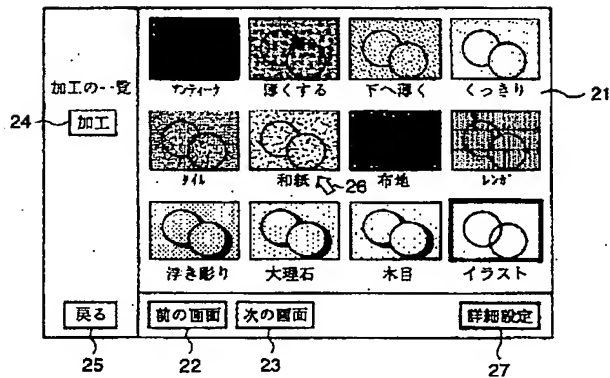 加工の一覧
加工
24
アンティーク
薄くする
下へ薄く
くっきり
21
タイル
和紙
26
布地
レンガ
浮き彫り
大理石
木目
イラスト
戻る
前の画面
次の画面
詳細設定
25
22
23
27